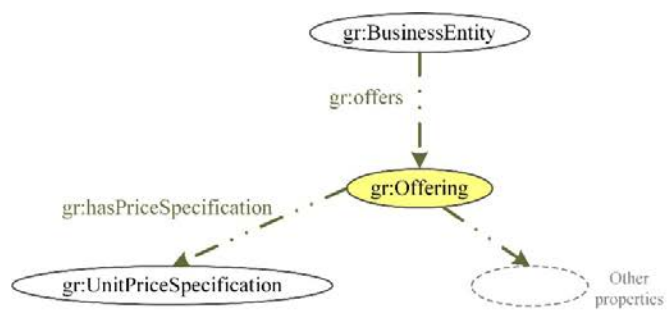 gr:BusinessEntity
gr:offers
gr:Offering
gr:hasPriceSpecification
gr:UnitPriceSpecification
Other
properties